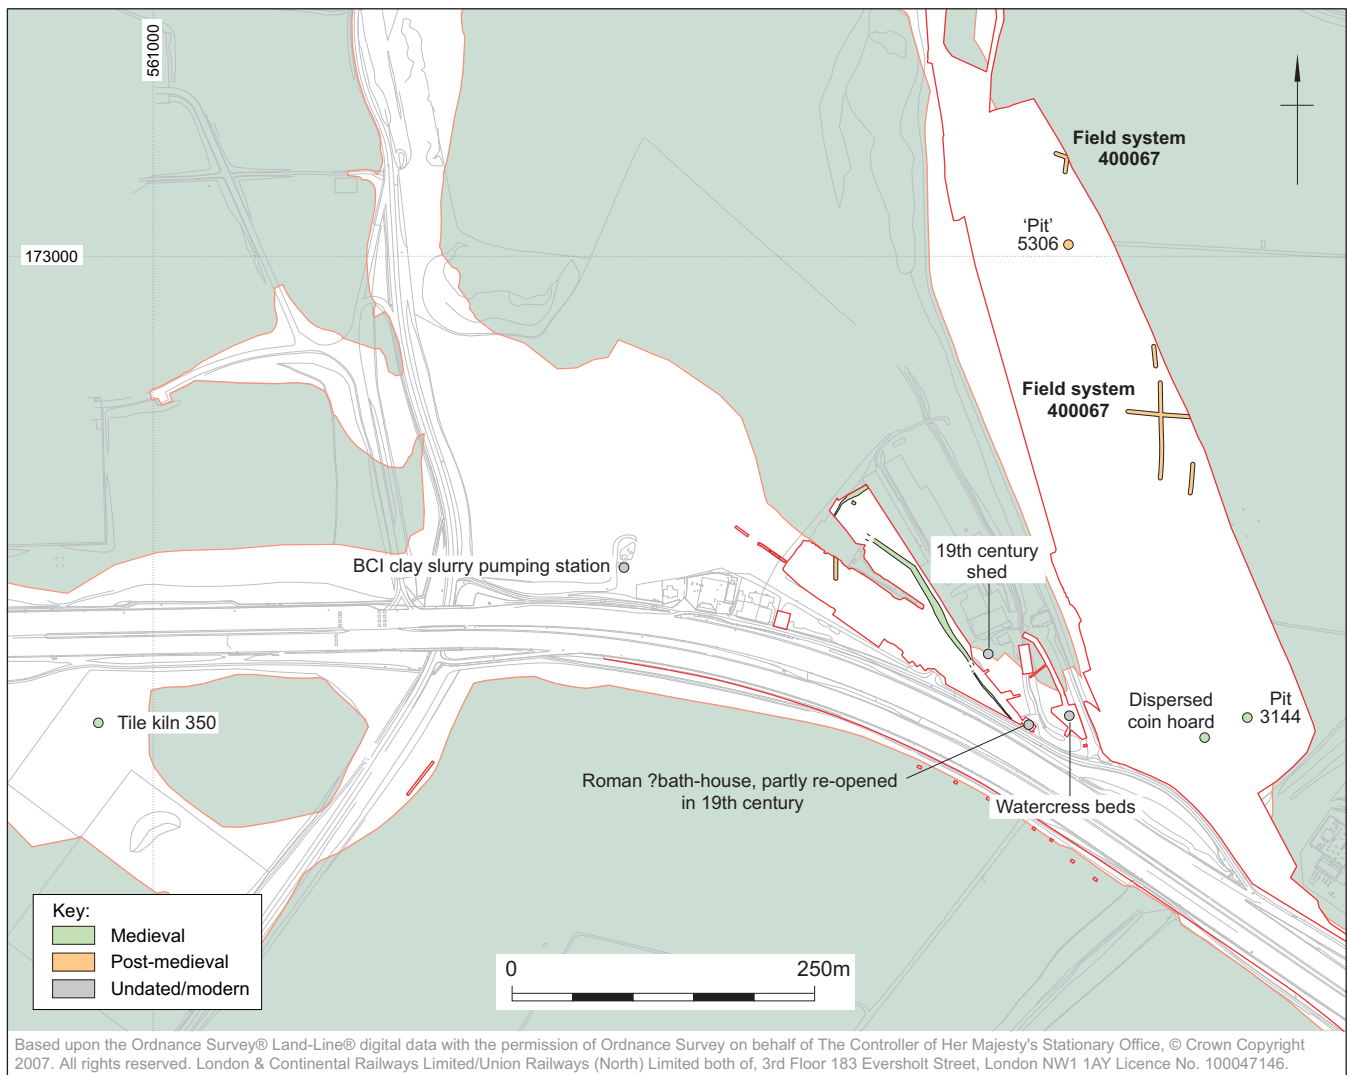 561000
173000
Field system
400067
‘Pit’
5306
Field system
400067
19th century
shed
BCI clay slurry pumping station
Tile kiln 350
Dispersed
coin hoard
Pit
3144
Roman ?bath-house, partly re-opened
in 19th century
Watercress beds
Key:
Medieval
Post-medieval
Undated/modern
0 250m
Based upon the Ordnance Survey® Land-Line® digital data with the permission of Ordnance Survey on behalf of The Controller of Her Majesty's Stationary Office, © Crown Copyright
2007. All rights reserved. London & Continental Railways Limited/Union Railways (North) Limited both of, 3rd Floor 183 Eversholt Street, London NW1 1AY Licence No. 100047146.